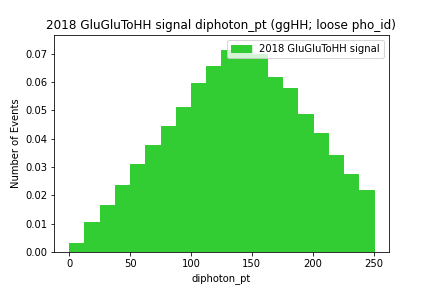 2018 GluGluToHH signal diphoton_pt (ggHH; loose pho_id)
2018 GluGluToHH signal
Number of Events
0.07
0.06
0.05
0.04
0.03
0.02
0.01
0.00
0 50 100 150 200 250
diphoton_pt